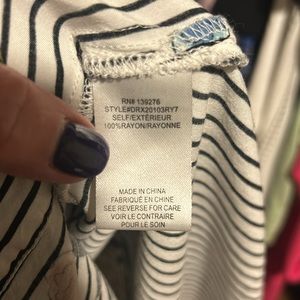 RN# 139276
STYLE#DRX20103RY7
SELF/EXTÉRIEUR
100%RAYON/RAYONNE
MADE IN CHINA
FABRIQUÉ EN CHINE
SEE REVERSE FOR CARE
VOIR LE CONTRAIRE
POUR LE SOIN